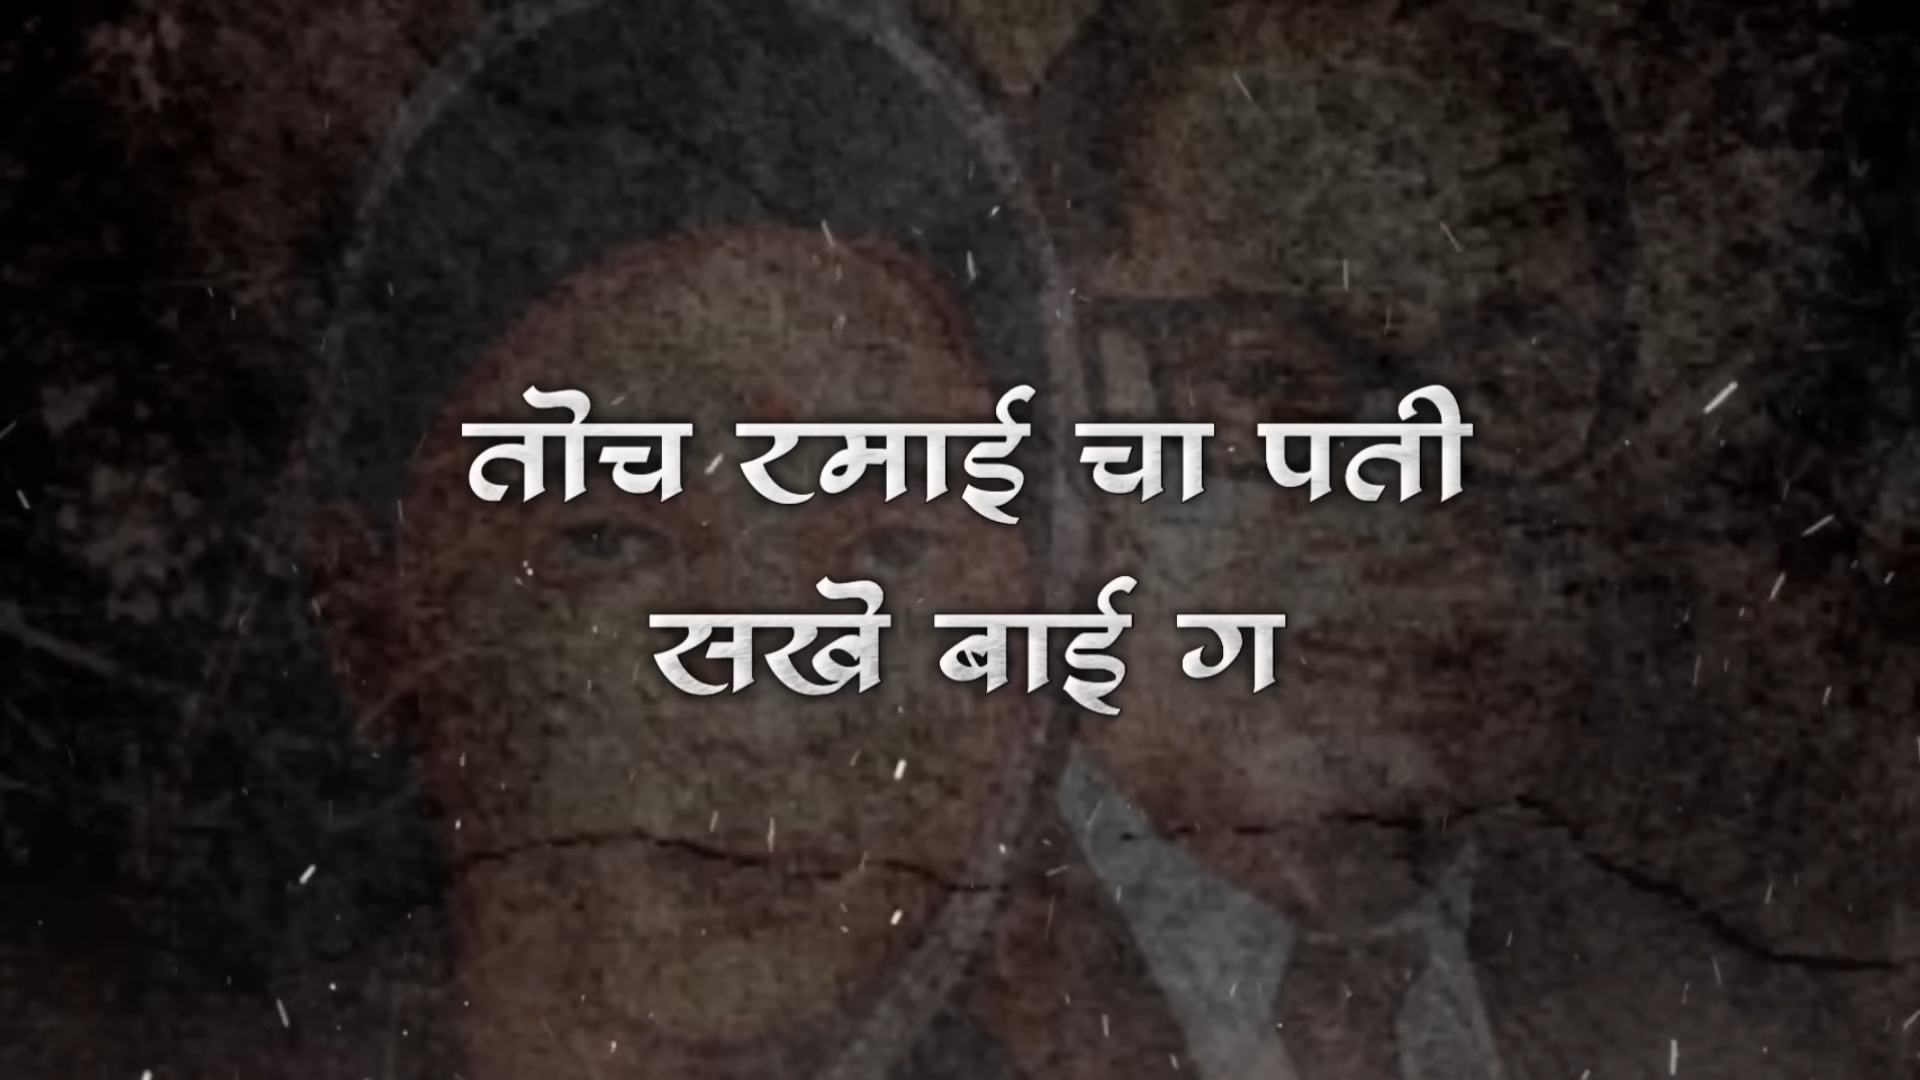 तोच रमाई चा पती
सखे बाई ग